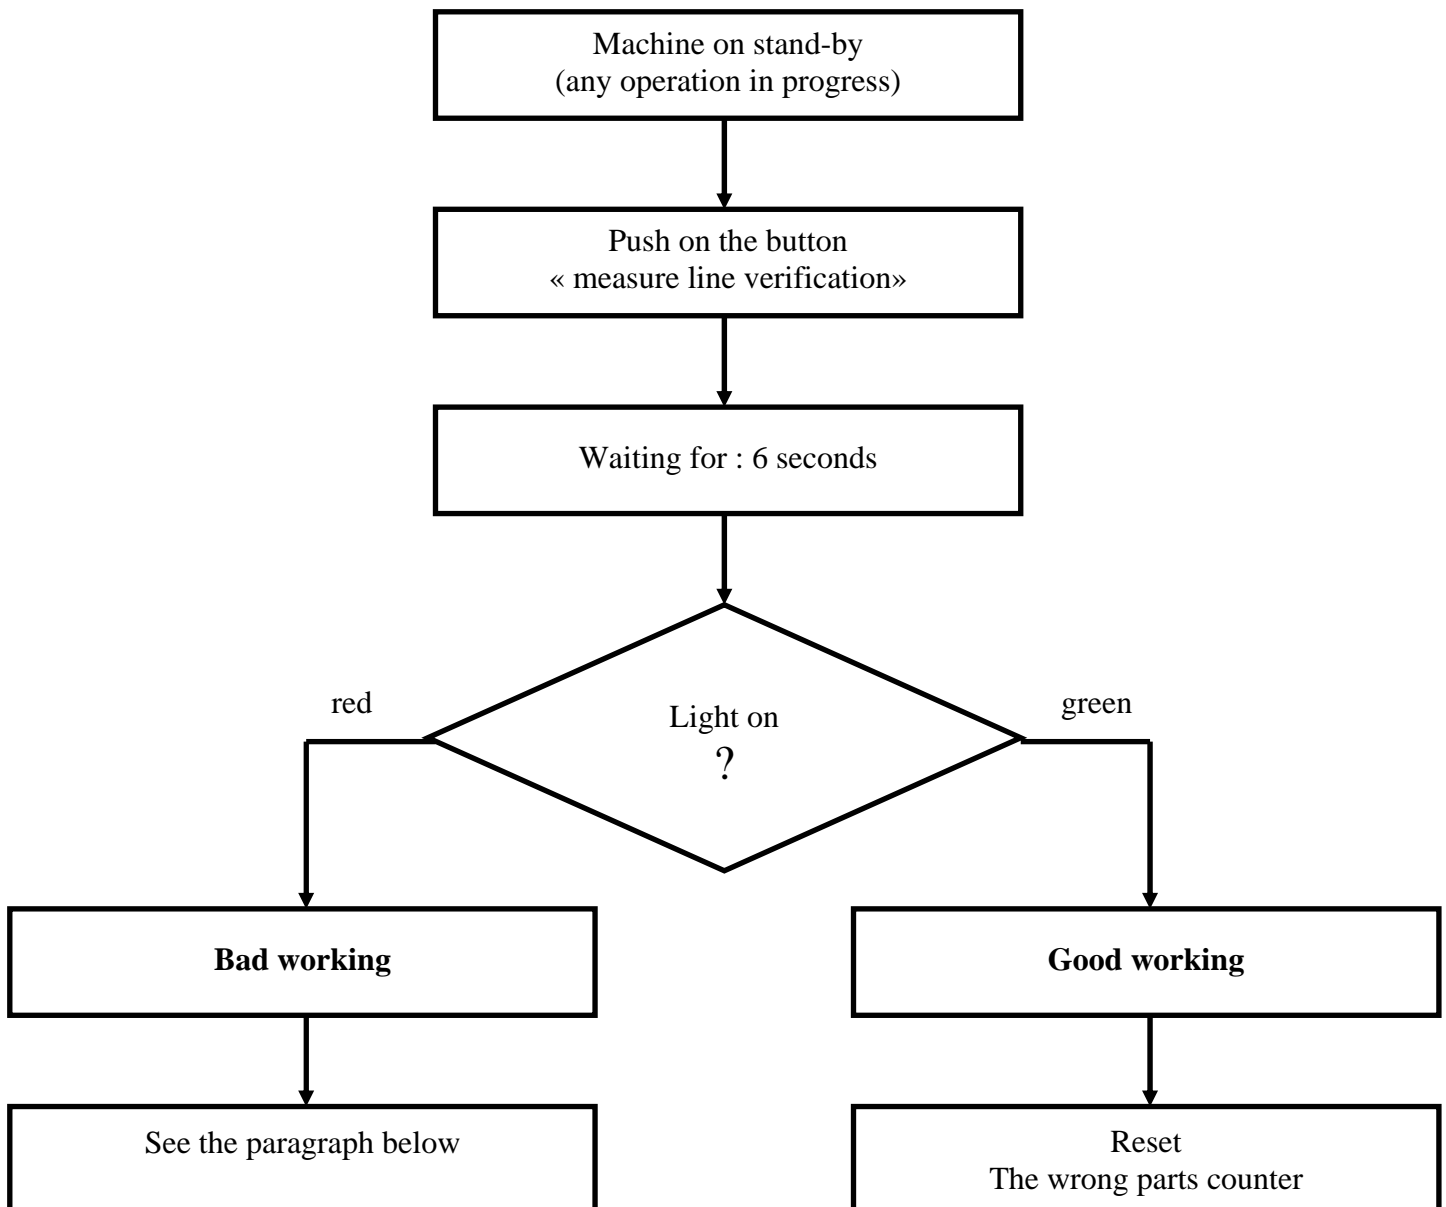 Machine on stand-by
(any operation in progress)
Push on the button
« measure line verification»
Waiting for : 6 seconds
red
Light on
?
green
Bad working
Good working
See the paragraph below
Reset
The wrong parts counter